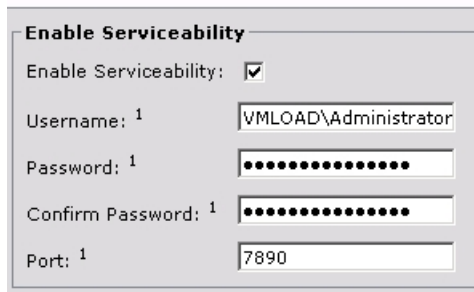 Enable Serviceability
Enable Serviceability:
Username: 1 VMLOAD\Administrator
Password: 1 •••••••••••••••
Confirm Password: 1 •••••••••••••••
Port: 1 7890